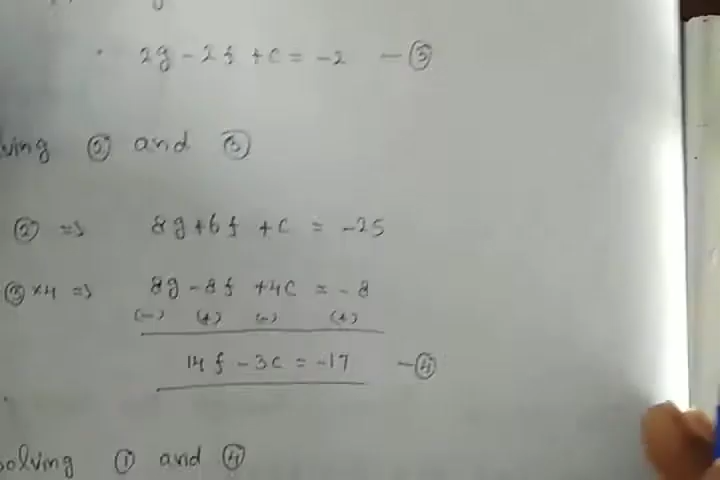 2g - 2f + c = -2 — ③
ving ② and ③
② => 8g + 6f + c = -25
③ ×4 => 8g - 8f + 4c = -8
(-) (+) (-) (+)
14f - 3c = -17 — ④
solving ① and ④